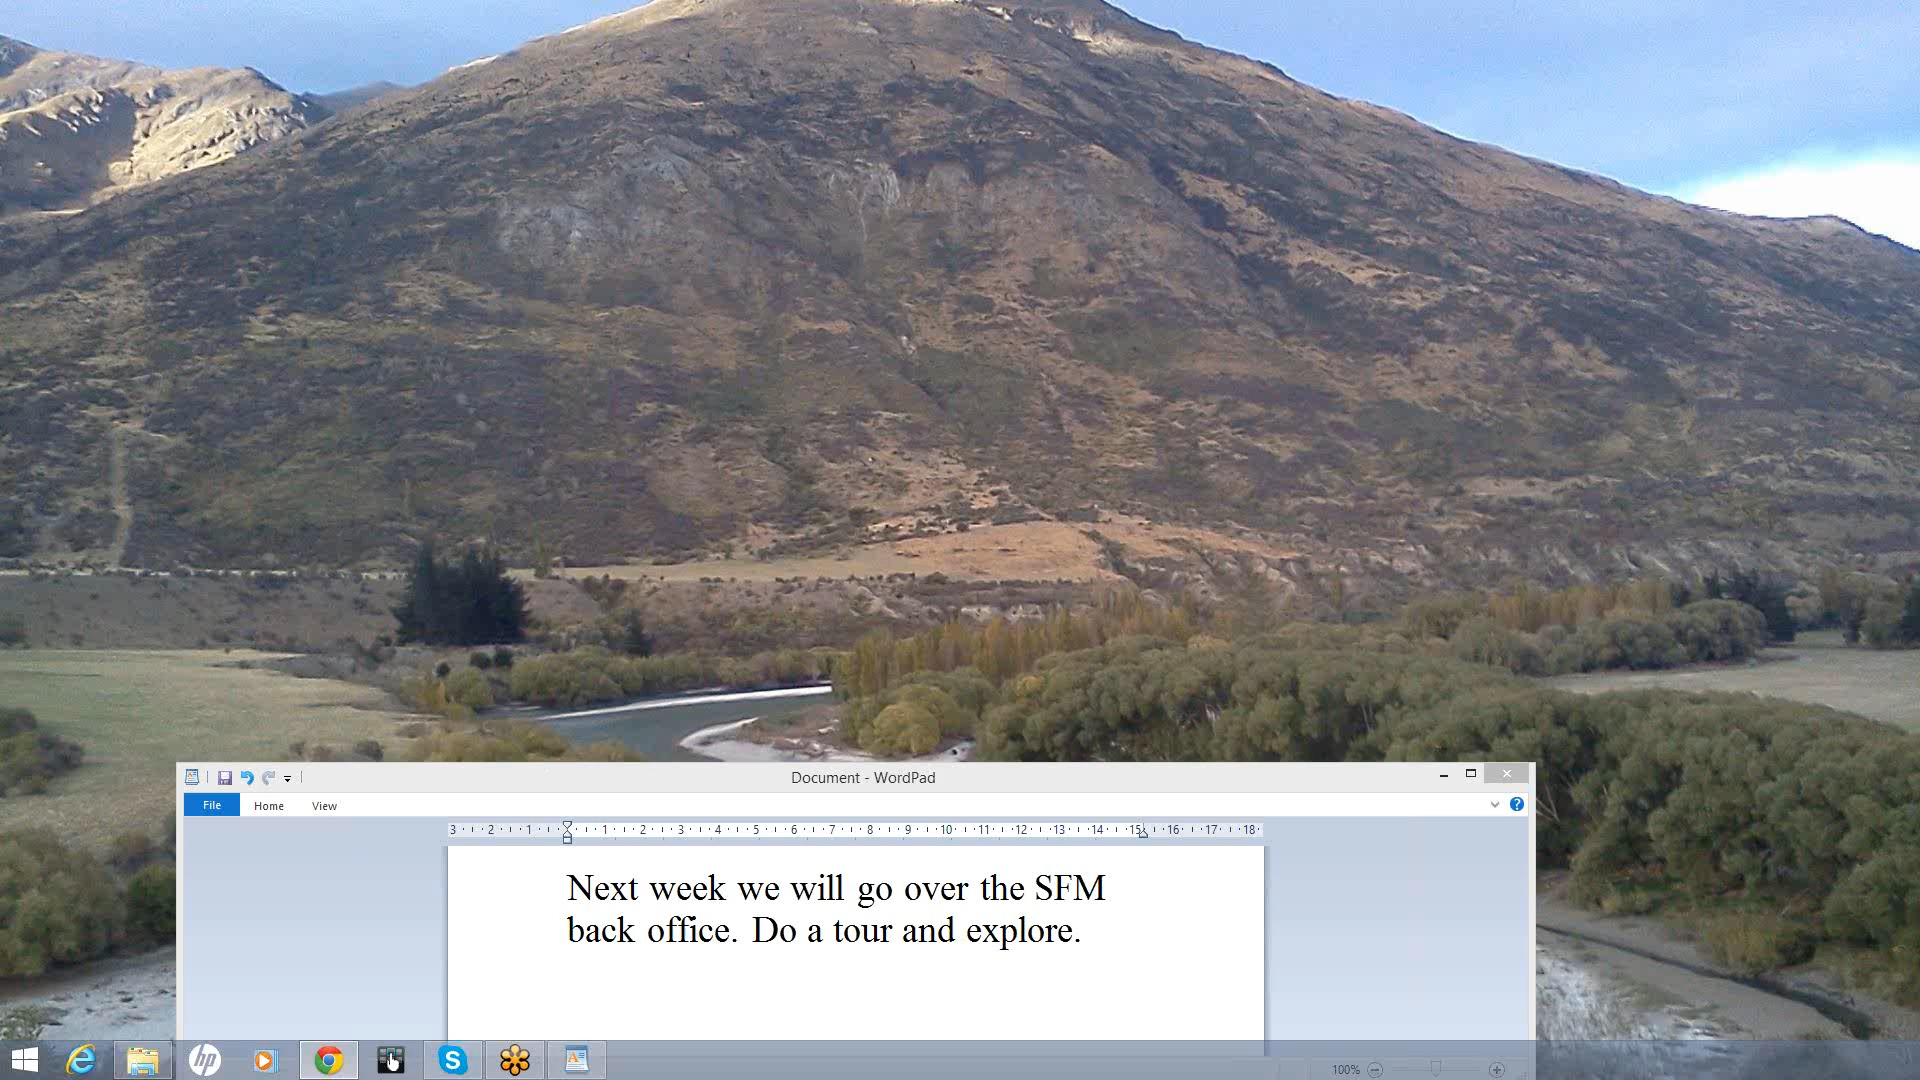 Document - WordPad
File Home View
3 2 1 1 2 3 4 5 6 7 8 9 10 11 12 13 14 15 16 17 18
Next week we will go over the SFM
back office. Do a tour and explore.
100%